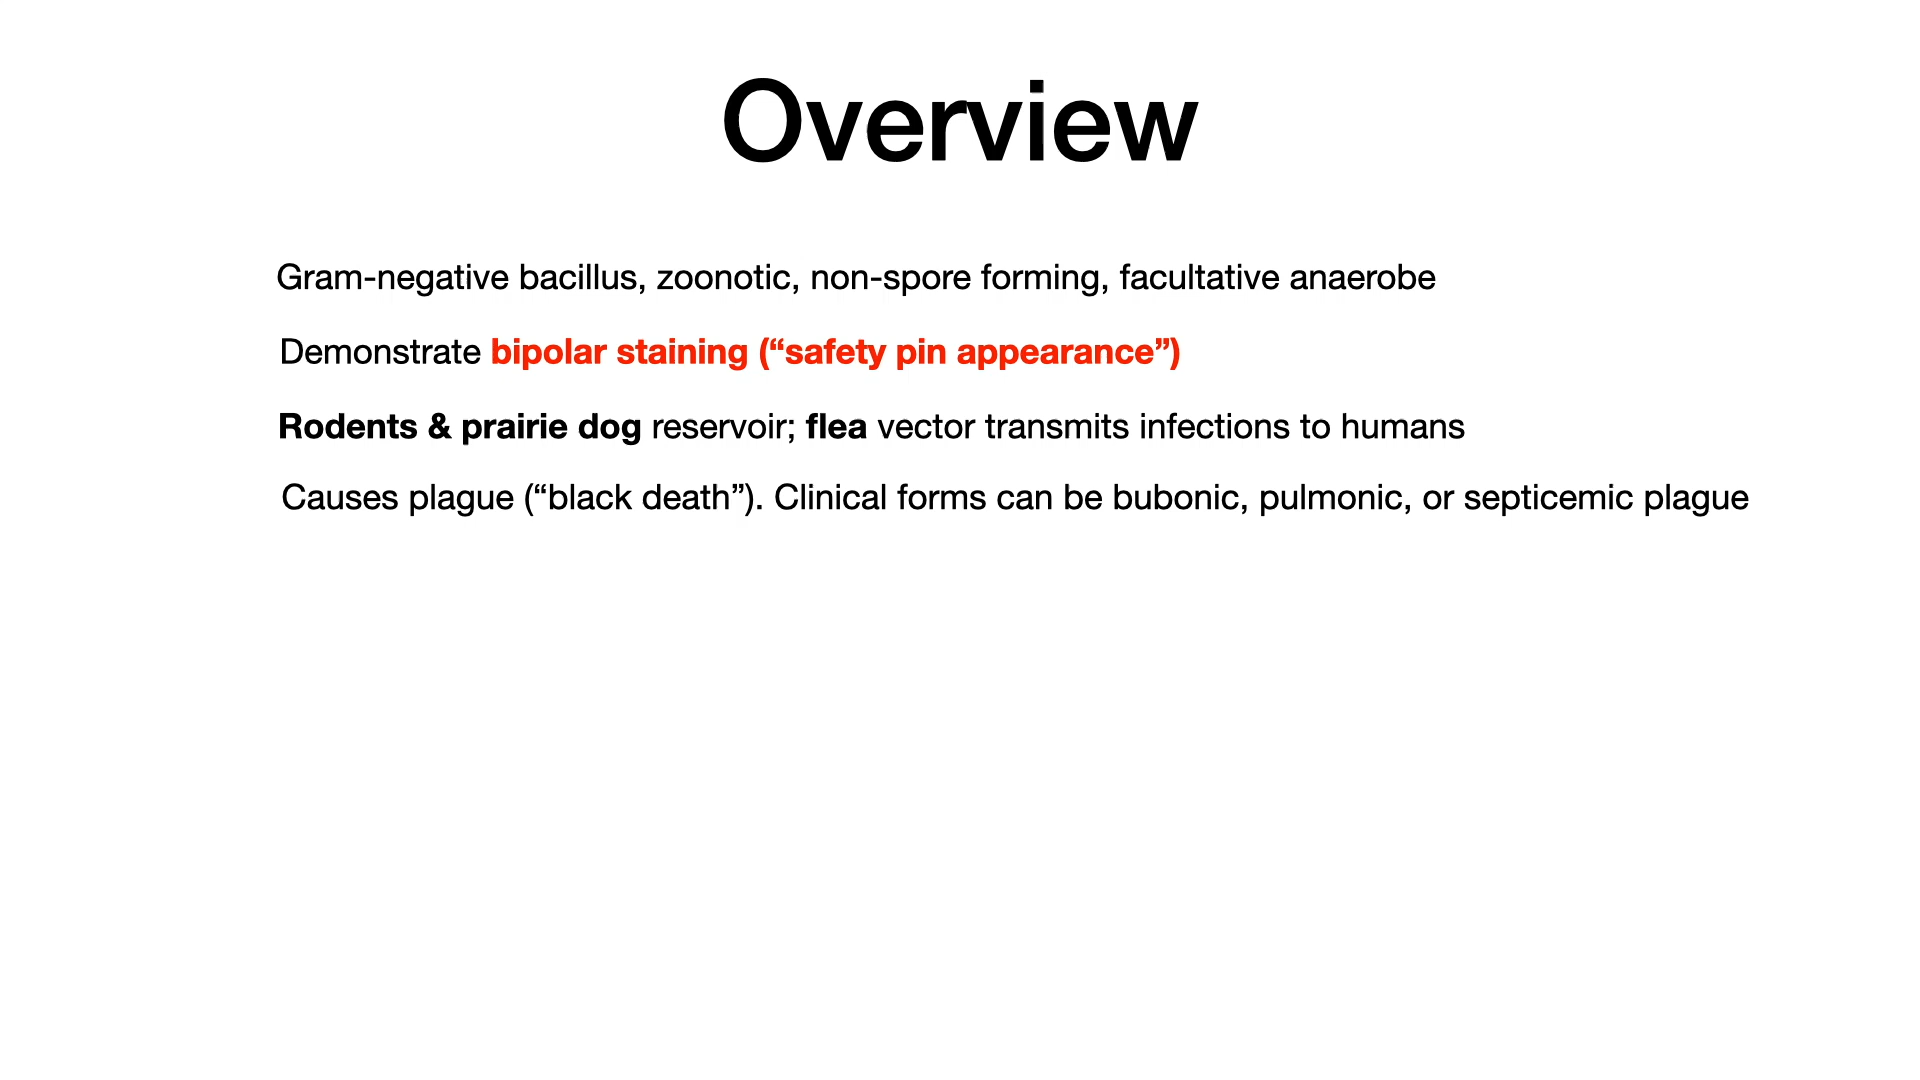 Overview
Gram-negative bacillus, zoonotic, non-spore forming, facultative anaerobe
Demonstrate bipolar staining (“safety pin appearance”)
Rodents & prairie dog reservoir; flea vector transmits infections to humans
Causes plague (“black death”). Clinical forms can be bubonic, pulmonic, or septicemic plague